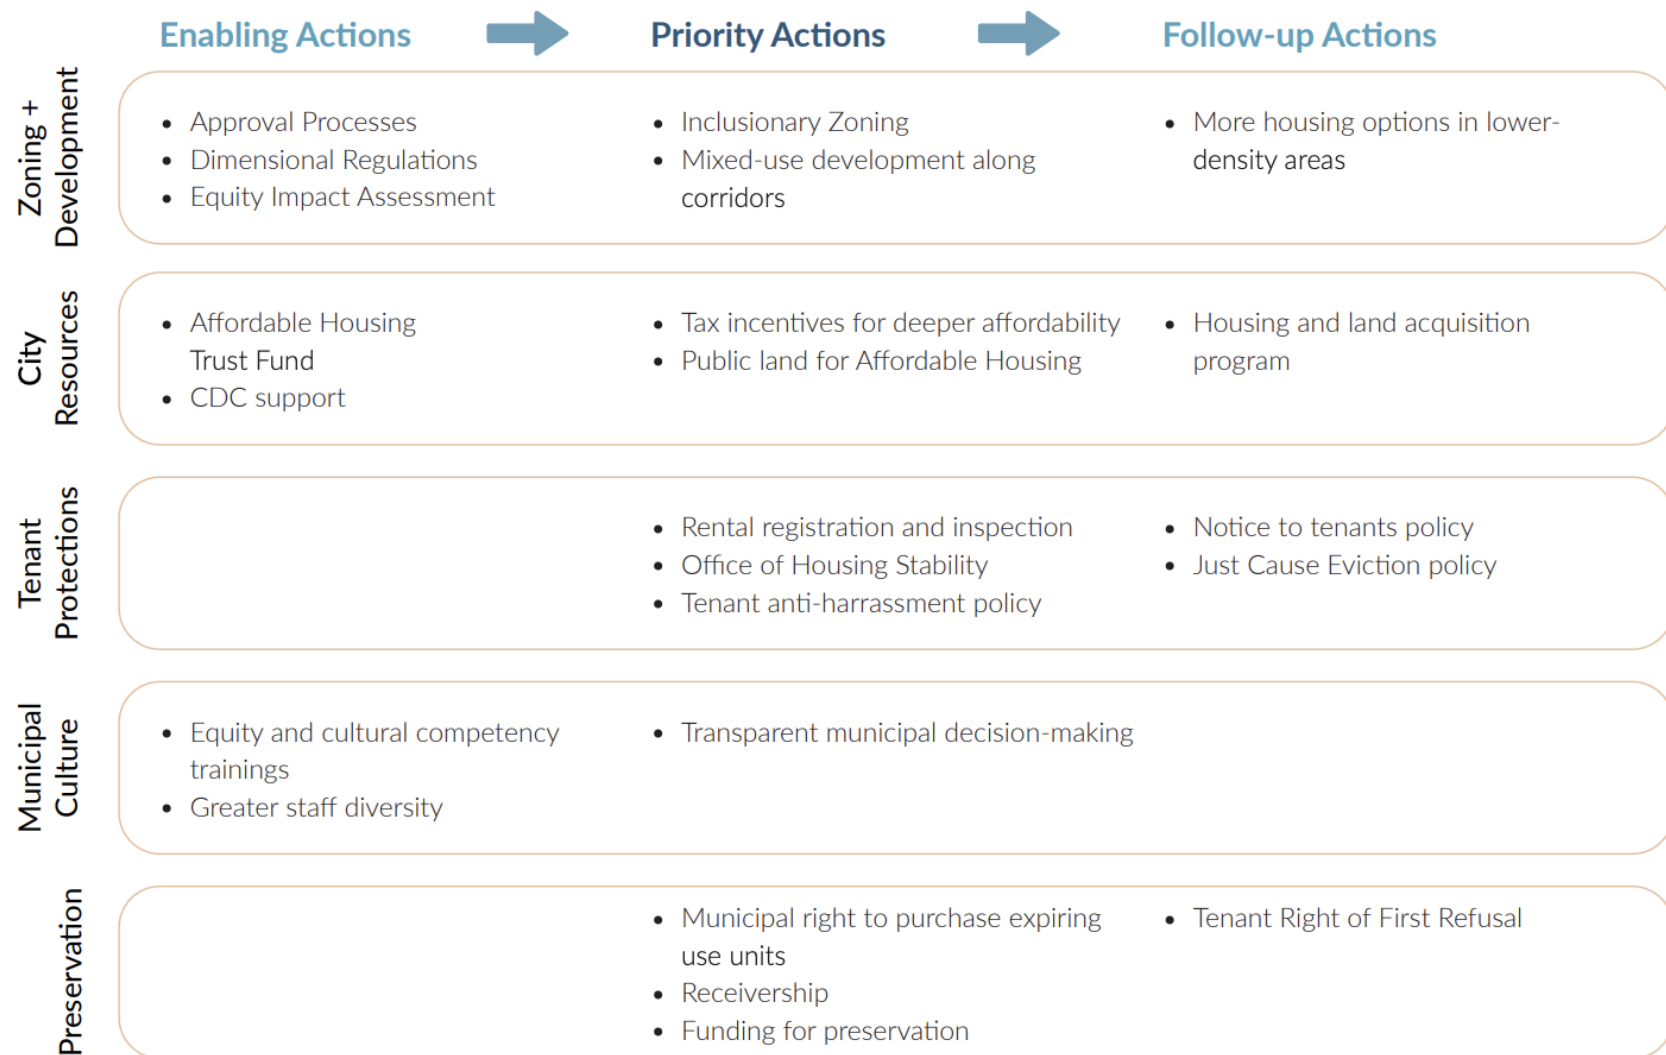 Enabling Actions
Priority Actions
Follow-up Actions
Zoning +
Development
• Approval Processes
• Dimensional Regulations
• Equity Impact Assessment
• Inclusionary Zoning
• Mixed-use development along
corridors
• More housing options in lower-
density areas
City
Resources
• Affordable Housing
Trust Fund
• CDC support
• Tax incentives for deeper affordability
• Public land for Affordable Housing
• Housing and land acquisition
program
Tenant
Protections
• Rental registration and inspection
• Office of Housing Stability
• Tenant anti-harrassment policy
• Notice to tenants policy
• Just Cause Eviction policy
Municipal
Culture
• Equity and cultural competency
trainings
• Greater staff diversity
• Transparent municipal decision-making
Preservation
• Municipal right to purchase expiring
use units
• Receivership
• Funding for preservation
• Tenant Right of First Refusal